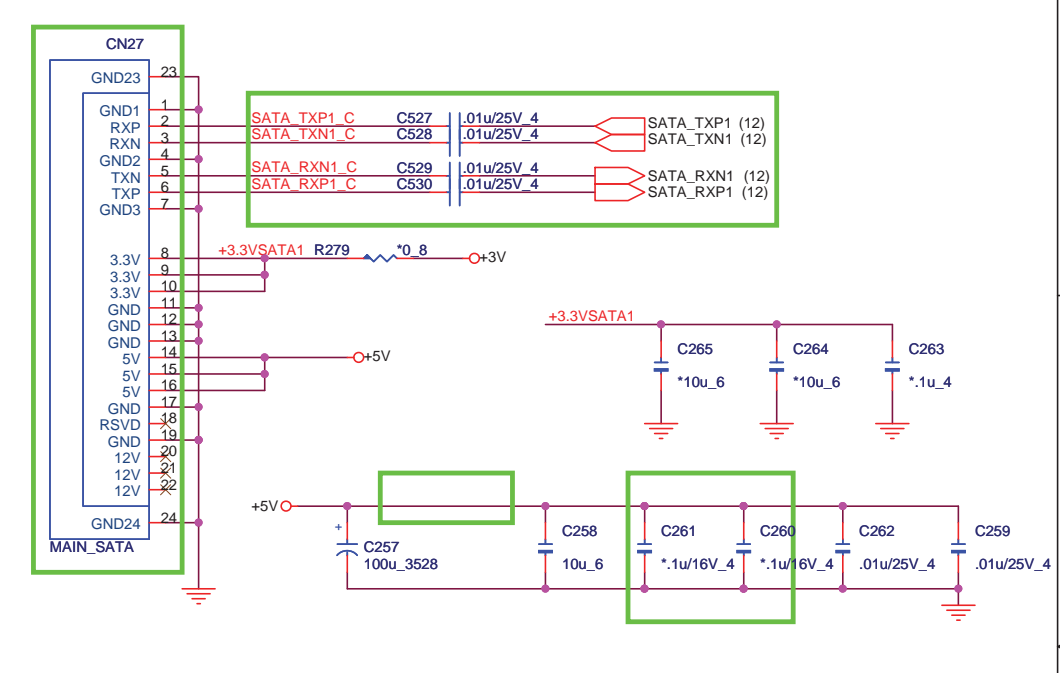 CN27
GND23 23
GND1 1
RXP 2
RXN 3
GND2 4
TXN 5
TXP 6
GND3 7
3.3V 8
3.3V 9
3.3V 10
GND 11
GND 12
GND 13
5V 14
5V 15
5V 16
GND 17
RSVD 18
GND 19
12V 20
12V 21
12V 22
GND24 24
MAIN_SATA
SATA_TXP1_C C527 .01u/25V_4 SATA_TXP1 (12)
SATA_TXN1_C C528 .01u/25V_4 SATA_TXN1 (12)
SATA_RXN1_C C529 .01u/25V_4 SATA_RXN1 (12)
SATA_RXP1_C C530 .01u/25V_4 SATA_RXP1 (12)
+3.3VSATA1 R279 *0_8 +3V
+5V
+3.3VSATA1
C265 C264 C263
*10u_6 *10u_6 *.1u_4
+5V
+
C257 C258 C261 C260 C262 C259
100u_3528 10u_6 *.1u/16V_4 *.1u/16V_4 .01u/25V_4 .01u/25V_4